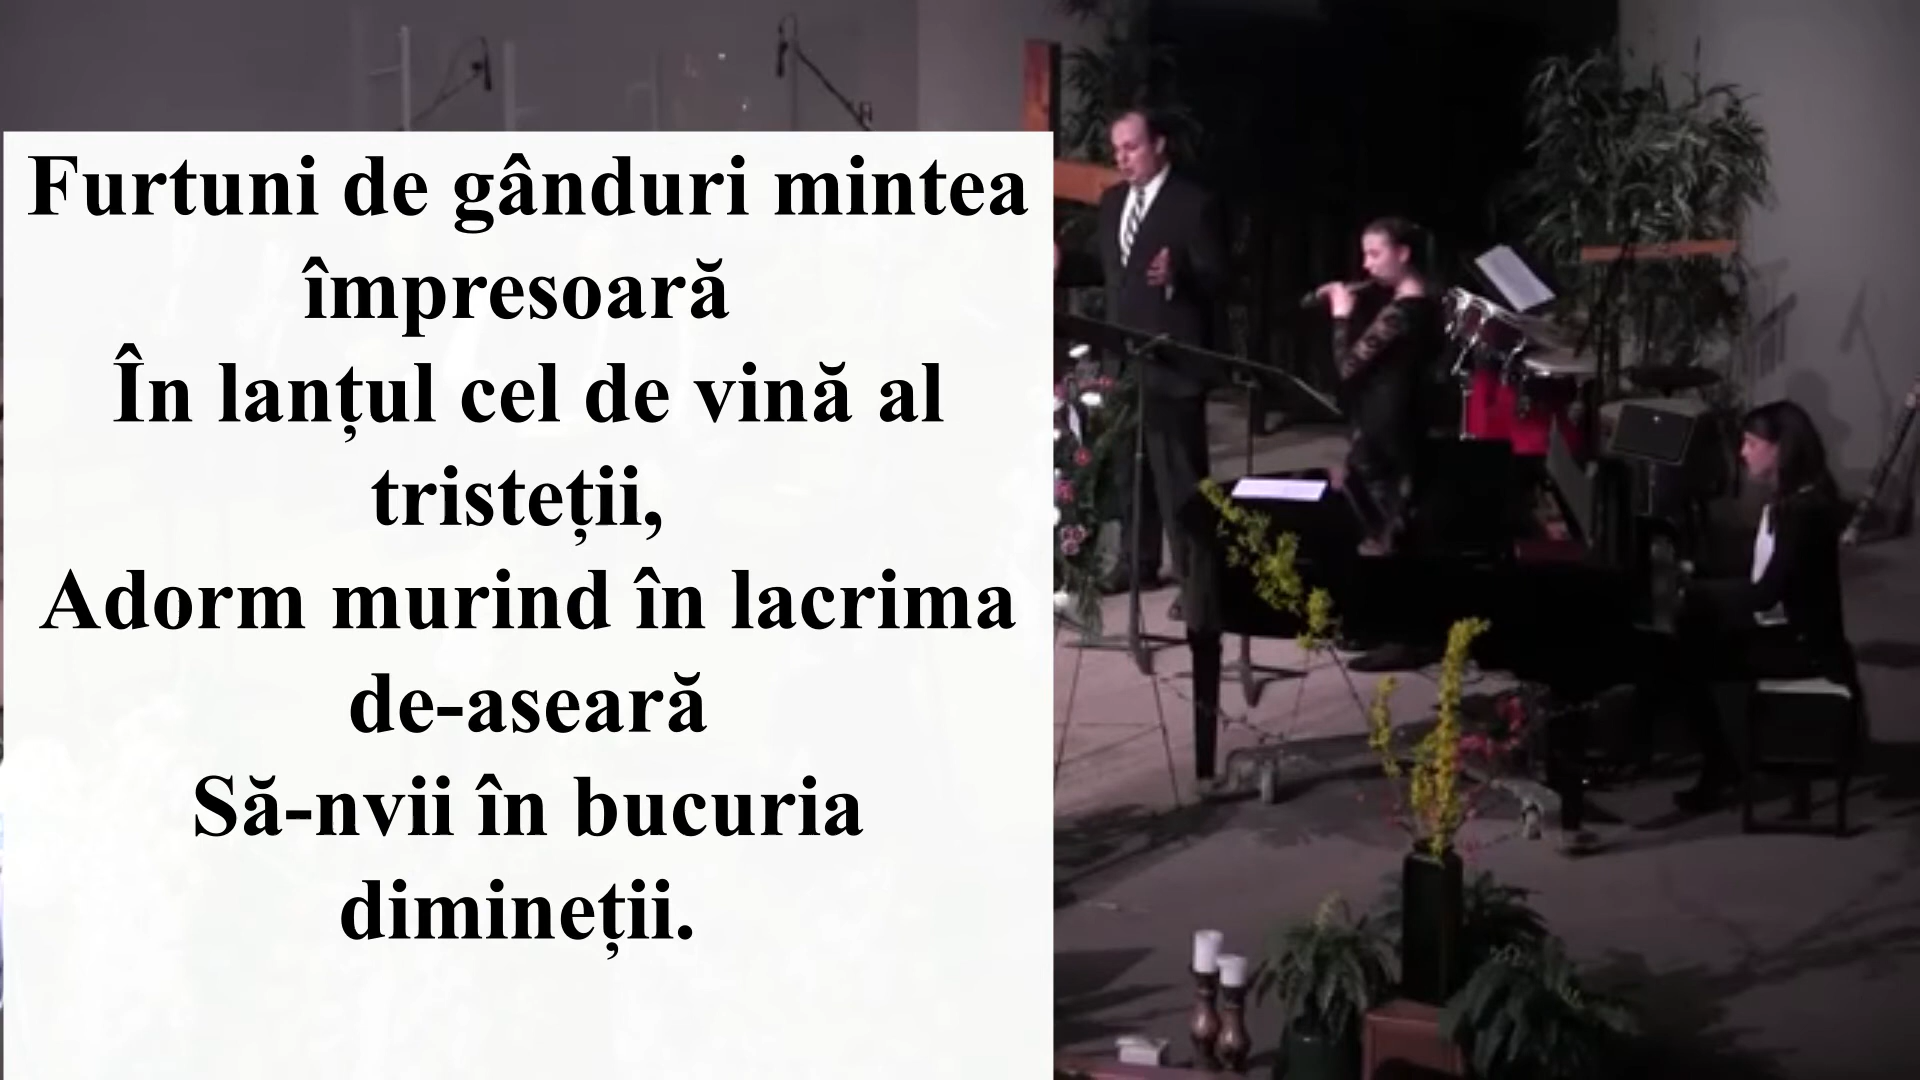 Furtuni de gânduri mintea
împresoară
În lanțul cel de vină al
tristeții,
Adorm murind în lacrima
de-aseară
Să-nvii în bucuria
dimineții.